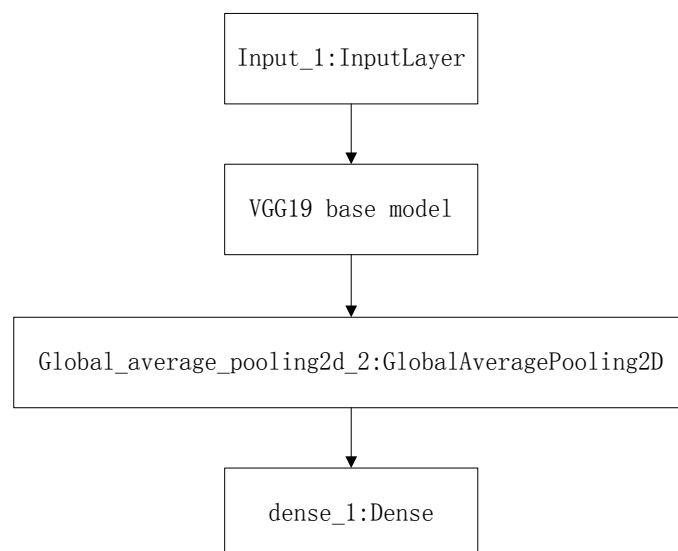 Input_1:InputLayer
VGG19 base model
Global_average_pooling2d_2:GlobalAveragePooling2D
dense_1:Dense